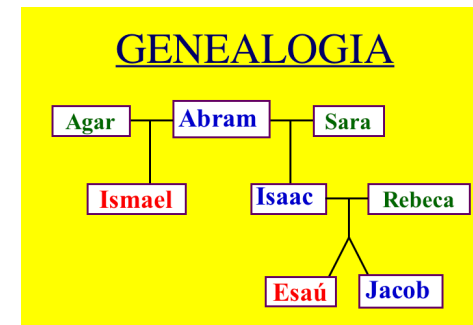 GENEALOGIA
Agar Abram Sara
Ismael Isaac Rebeca
Esaú Jacob